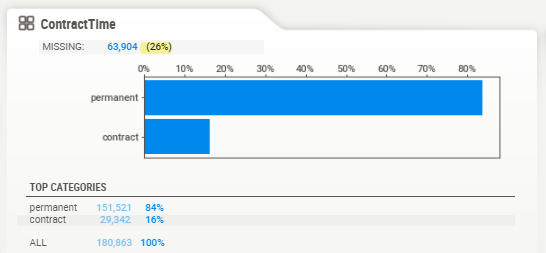 ContractTime
MISSING: 63,904 (26%)
0% 10% 20% 30% 40% 50% 60% 70% 80%
permanent
contract
TOP CATEGORIES
permanent 151,521 84%
contract 29,342 16%
ALL 180,863 100%